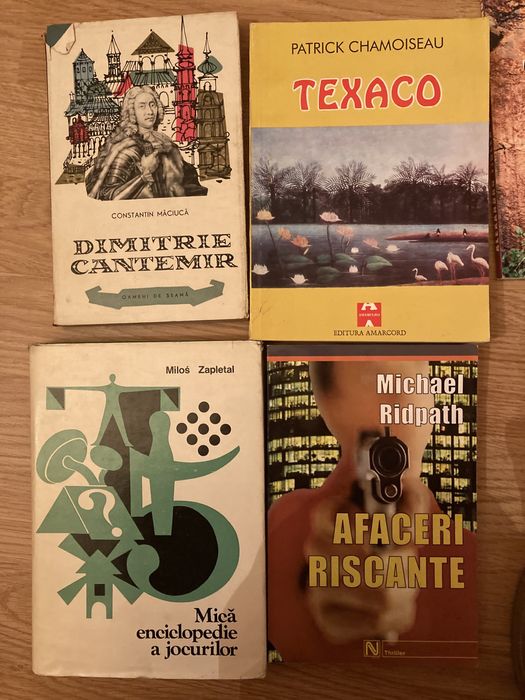 CONSTANTIN MĂCIUCĂ
DIMITRIE
CANTEMIR
OAMENI DE SEAMĂ
PATRICK CHAMOISEAU
TEXACO
EDITURA AMARCORD
Miloš Zapletal
?
Mică
enciclopedie
a jocurilor
Michael
Ridpath
AFACERI
RISCANTE
N
Thriller